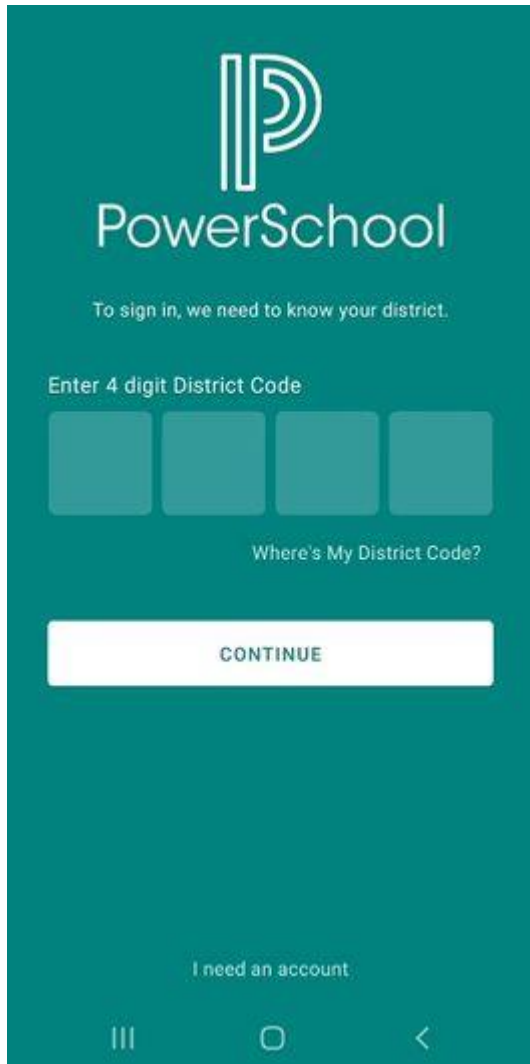 PowerSchool
To sign in, we need to know your district.
Enter 4 digit District Code
Where's My District Code?
CONTINUE
I need an account